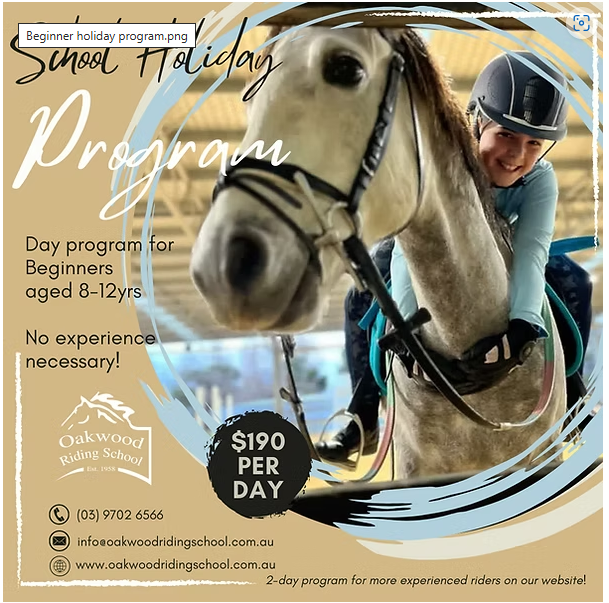 Beginner holiday program.png
School Holiday
Program
Day program for
Beginners
aged 8-12yrs
No experience
necessary!
Oakwood
Riding School
Est. 1958
$190
PER
DAY
(03) 9702 6566
info@oakwoodridingschool.com.au
www.oakwoodridingschool.com.au
2-day program for more experienced riders on our website!